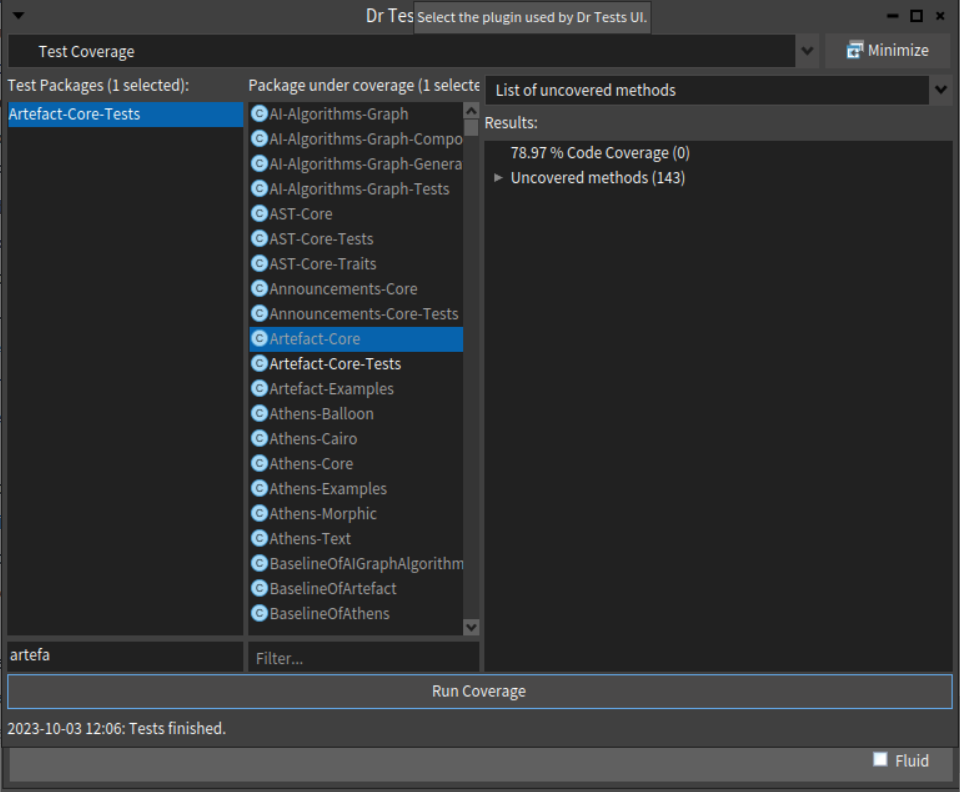 Dr Tes
Select the plugin used by Dr Tests UI.
Test Coverage
Minimize
Test Packages (1 selected):
Artefact-Core-Tests
artefa
Package under coverage (1 selecte
AI-Algorithms-Graph
AI-Algorithms-Graph-Compo
AI-Algorithms-Graph-Genera
AI-Algorithms-Graph-Tests
AST-Core
AST-Core-Tests
AST-Core-Traits
Announcements-Core
Announcements-Core-Tests
Artefact-Core
Artefact-Core-Tests
Artefact-Examples
Athens-Balloon
Athens-Cairo
Athens-Core
Athens-Examples
Athens-Morphic
Athens-Text
BaselineOfAIGraphAlgorithm
BaselineOfArtefact
BaselineOfAthens
Filter...
List of uncovered methods
Results:
78.97 % Code Coverage (0)
Uncovered methods (143)
Run Coverage
2023-10-03 12:06: Tests finished.
Fluid